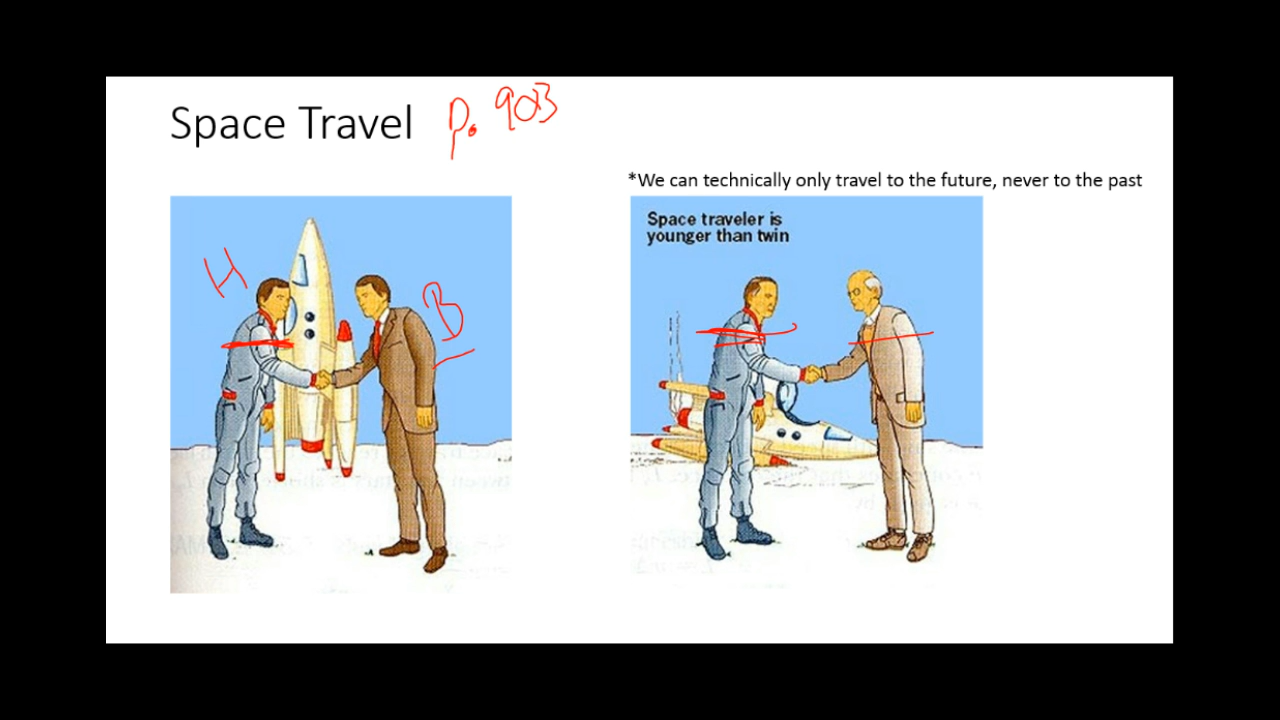 Space Travel p. 903
*We can technically only travel to the future, never to the past
Space traveler is
younger than twin
H
B